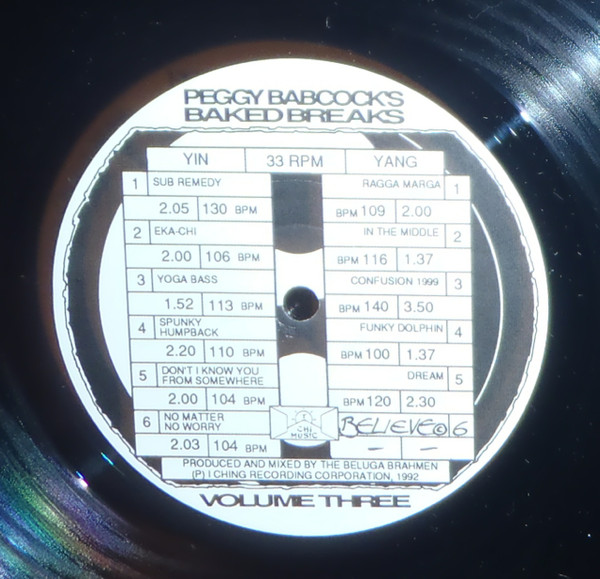 PEGGY BABCOCK'S
BAKED BREAKS
YIN 33 RPM YANG
1 SUB REMEDY
2.05 130 BPM
2 EKA-CHI
2.00 106 BPM
3 YOGA BASS
1.52 113 BPM
4 SPUNKY
HUMPBACK
2.20 110 BPM
5 DON'T I KNOW YOU
FROM SOMEWHERE
2.00 104 BPM
6 NO MATTER
NO WORRY
2.03 104 BPM
RAGGA MARGA 1
BPM 109 2.00
IN THE MIDDLE 2
BPM 116 1.37
CONFUSION 1999 3
BPM 140 3.50
FUNKY DOLPHIN 4
BPM 100 1.37
DREAM 5
BPM 120 2.30
BELIEVE © 6
– –
I
CHI
MUSIC
PRODUCED AND MIXED BY THE BELUGA BRAHMEN
(P) I CHING RECORDING CORPORATION, 1992
VOLUME THREE